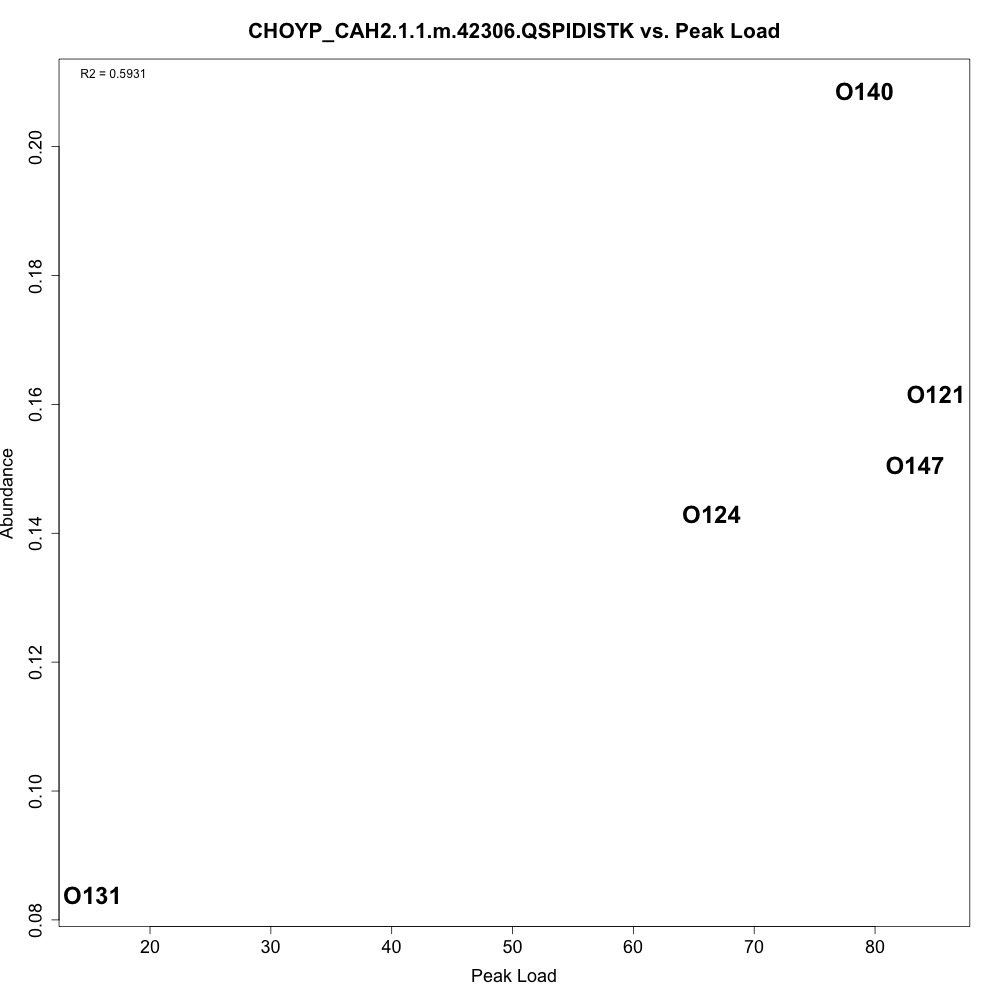 CHOYP_CAH2.1.1.m.42306.QSPIDISTK vs. Peak Load
R2 = 0.5931
O140
0.20
0.18
O121
0.16
O147
Abundance
O124
0.14
0.12
0.10
O131
0.08
20 30 40 50 60 70 80
Peak Load